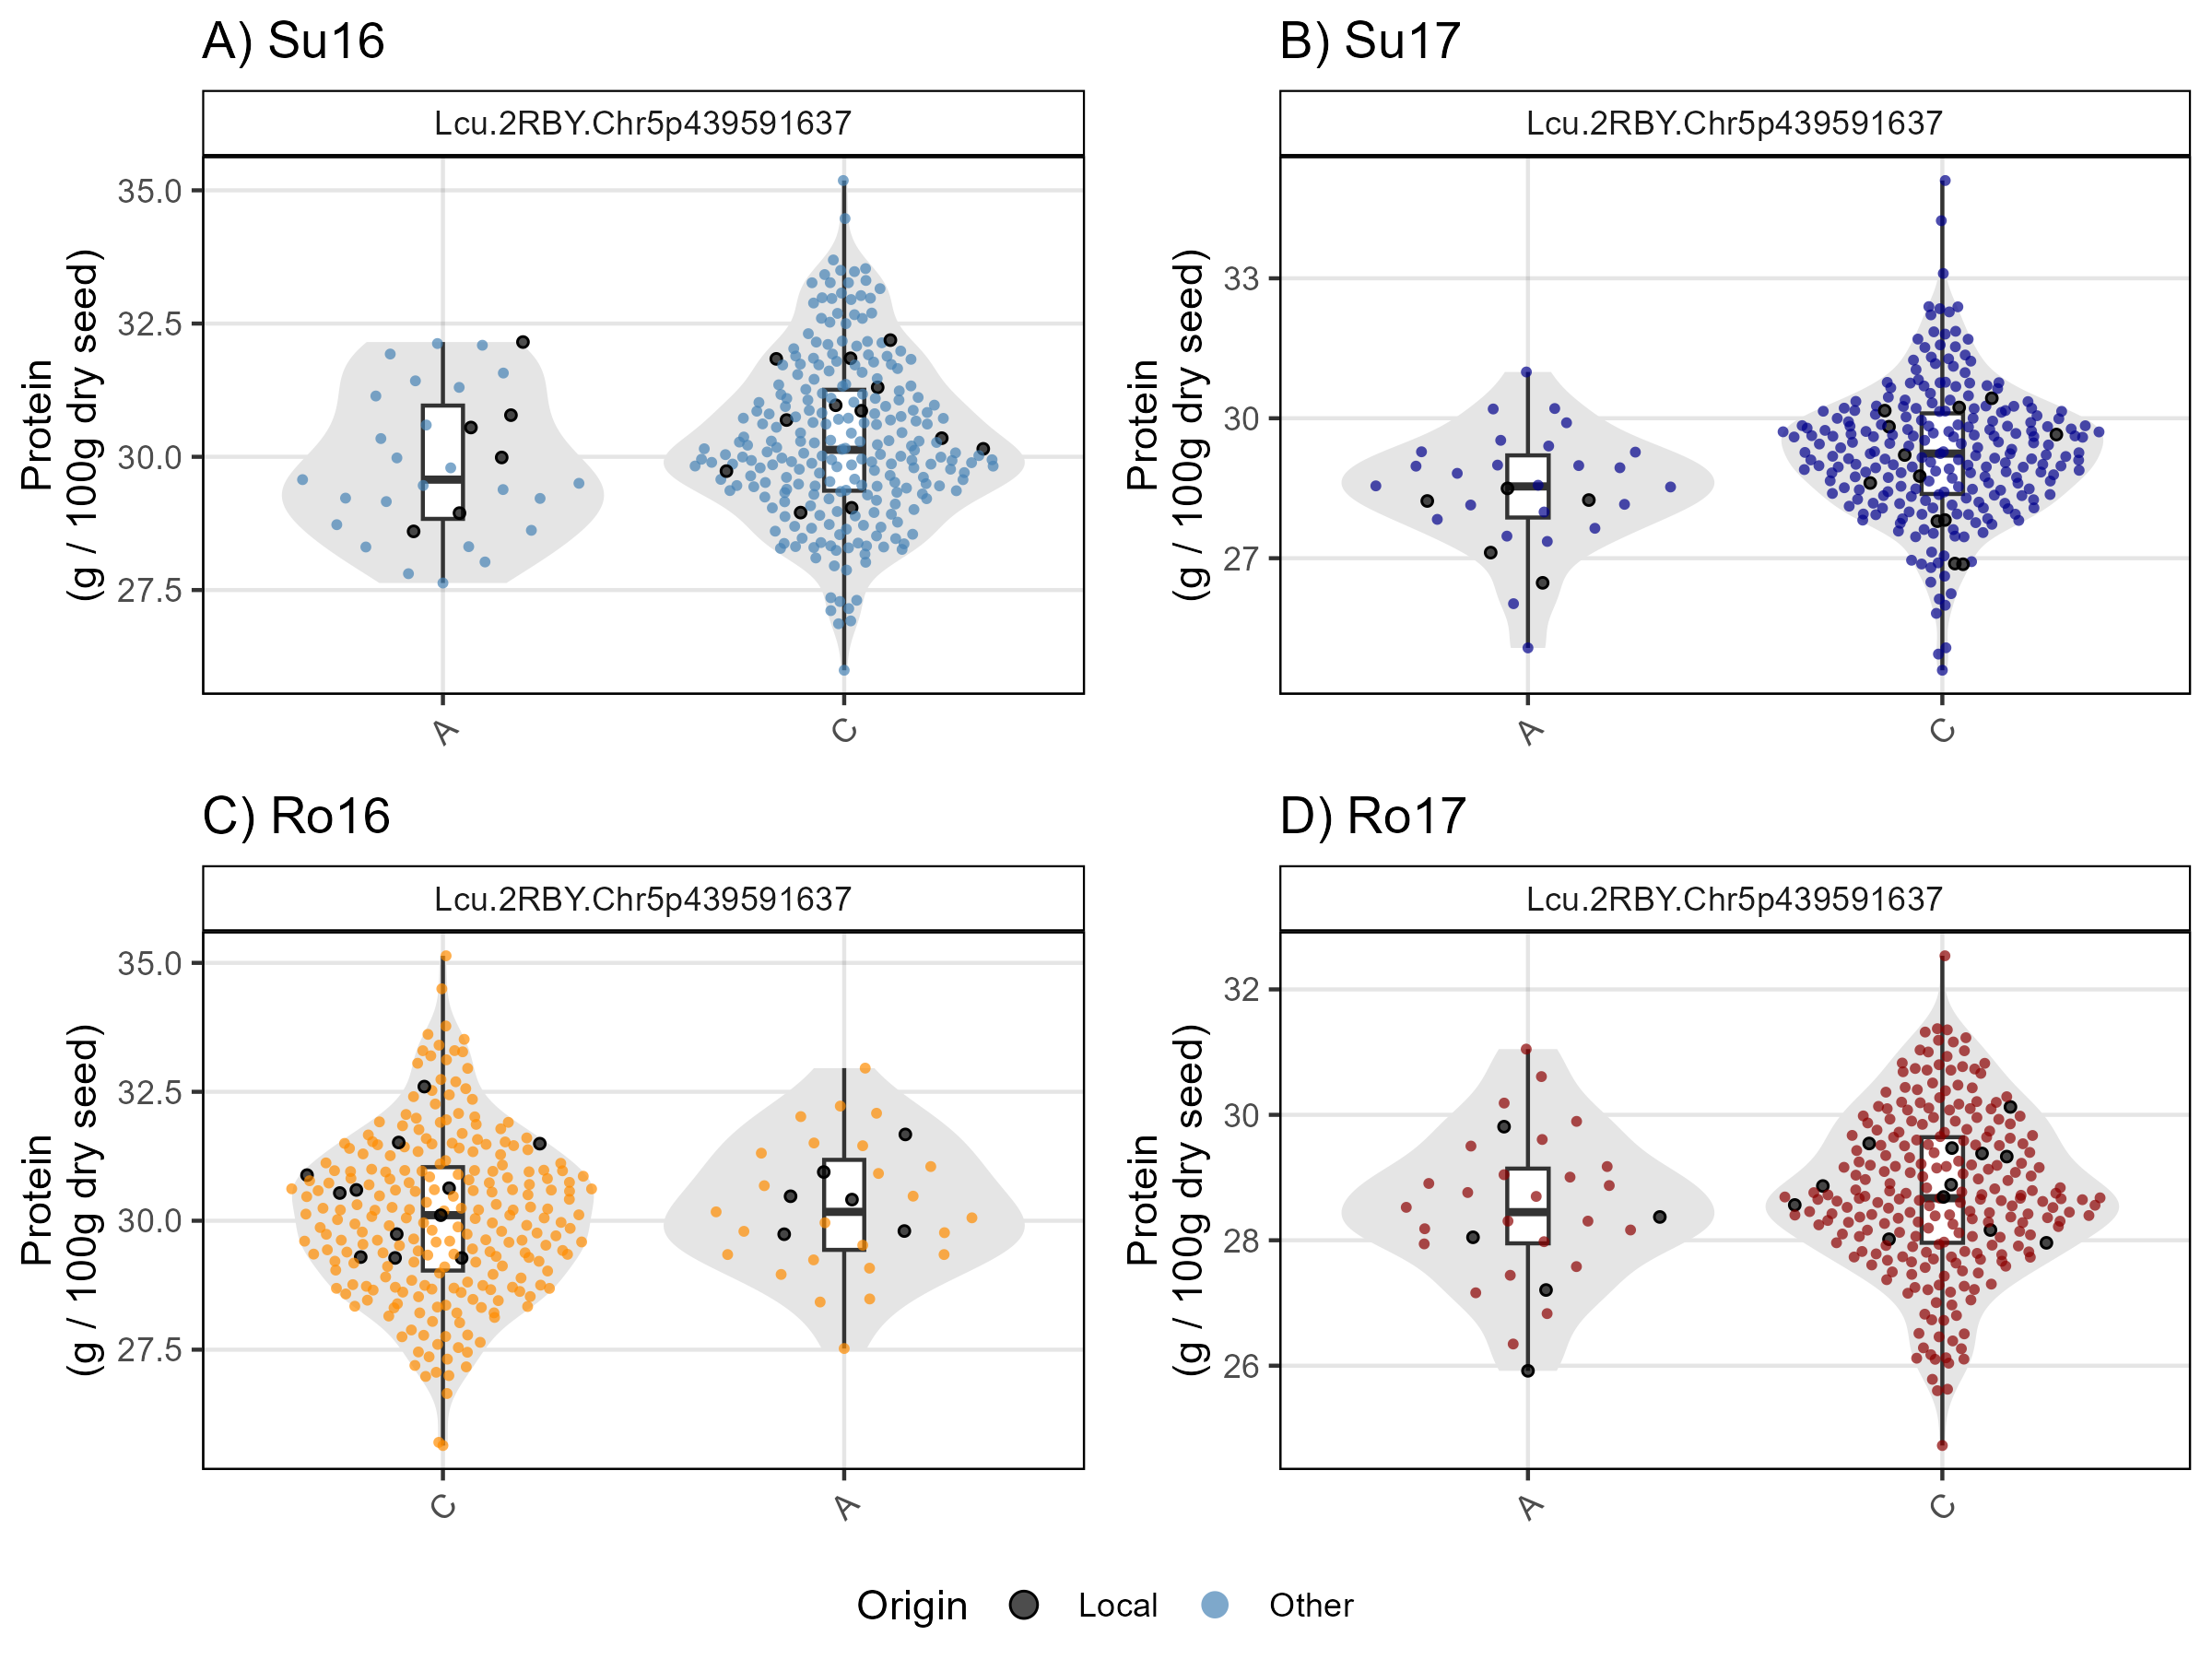 A) Su16
Lcu.2RBY.Chr5p439591637
Protein
(g / 100g dry seed)
35.0
32.5
30.0
27.5
A
C
B) Su17
Lcu.2RBY.Chr5p439591637
Protein
(g / 100g dry seed)
33
30
27
A
C
C) Ro16
Lcu.2RBY.Chr5p439591637
Protein
(g / 100g dry seed)
35.0
32.5
30.0
27.5
C
A
D) Ro17
Lcu.2RBY.Chr5p439591637
Protein
(g / 100g dry seed)
32
30
28
26
A
C
Origin Local Other